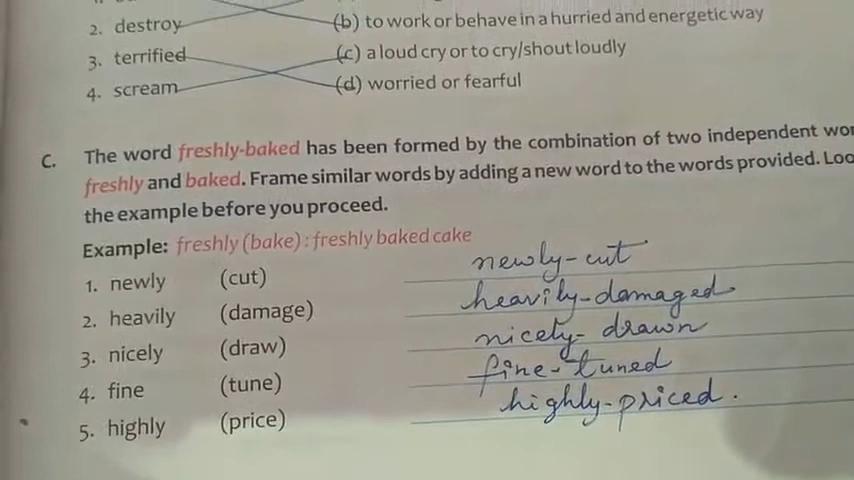 2. destroy (b) to work or behave in a hurried and energetic way
3. terrified (c) a loud cry or to cry/shout loudly
4. scream (d) worried or fearful
C. The word freshly-baked has been formed by the combination of two independent wor
freshly and baked. Frame similar words by adding a new word to the words provided. Loo
the example before you proceed.
Example: freshly (bake) : freshly baked cake
1. newly (cut) newly-cut
2. heavily (damage) heavily-damaged
3. nicely (draw) nicely-drawn
4. fine (tune) fine-tuned
5. highly (price) highly-priced.